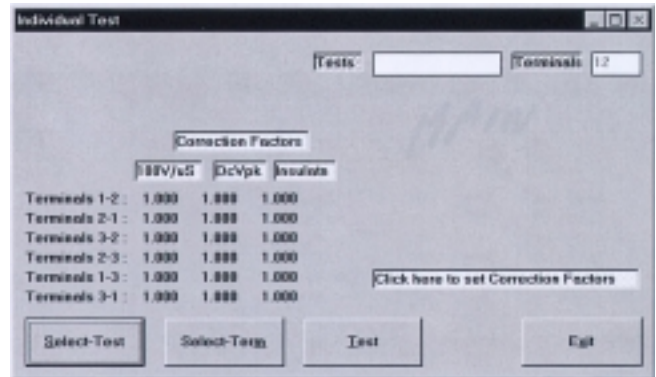 Individual Test
Tests Terminals 12
Correction Factors
100V/uS DcVpk Insulate
Terminals 1-2 : 1.000 1.000 1.000
Terminals 2-1 : 1.000 1.000 1.000
Terminals 3-2 : 1.000 1.000 1.000
Terminals 2-3 : 1.000 1.000 1.000
Terminals 1-3 : 1.000 1.000 1.000
Terminals 3-1 : 1.000 1.000 1.000
Click here to set Correction Factors
Select-Test Select-Term Test Exit